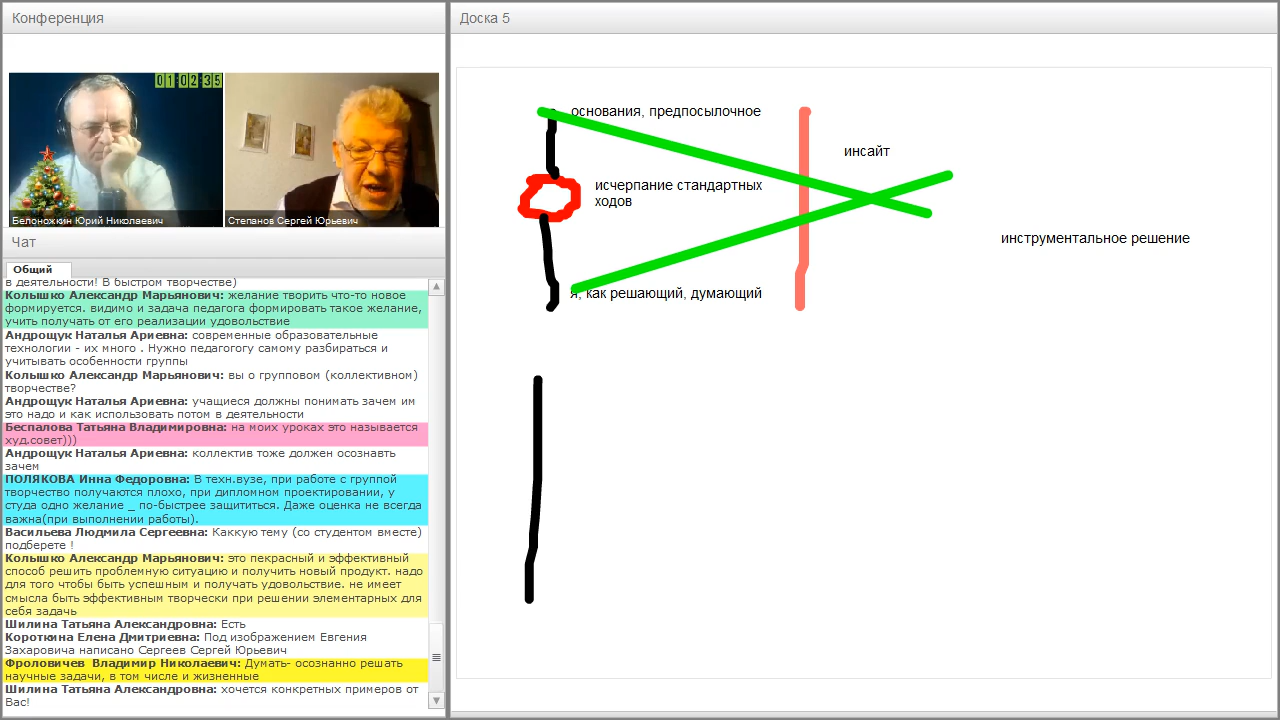 Конференция
01:02:35
Белоножкин Юрий Николаевич
Степанов Сергей Юрьевич
Чат
Общий
в деятельности! В быстром творчестве)
Колышко Александр Марьянович: желание творить что-то новое
формируется. видимо и задача педагога формировать такое желание,
учить получать от его реализации удовольствие
Андрощук Наталья Ариевна: современные образовательные
технологии - их много . Нужно педагогогу самому разбираться и
учитывать особенности группы
Колышко Александр Марьянович: вы о групповом (коллективном)
творчестве?
Андрощук Наталья Ариевна: учащиеся должны понимать зачем им
это надо и как использовать потом в деятельности
Беспалова Татьяна Владимировна: на моих уроках это называется
худ.совет)))
Андрощук Наталья Ариевна: коллектив тоже должен осознавть
зачем
ПОЛЯКОВА Инна Федоровна: В техн.вузе, при работе с группой
творчество получаются плохо, при дипломном проектировании, у
студа одно желание _ по-быстрее защититься. Даже оценка не всегда
важна(при выполнении работы).
Васильева Людмила Сергеевна: Каккую тему (со студентом вместе)
подберете !
Колышко Александр Марьянович: это пекрасный и эффективный
способ решить проблемную ситуацию и получить новый продукт. надо
для того чтобы быть успешным и получать удовольствие. не имеет
смысла быть эффективным творчески при решении элементарных для
себя задачь
Шилина Татьяна Александровна: Есть
Короткина Елена Дмитриевна: Под изображением Евгения
Захаровича написано Сергеев Сергей Юрьевич
Фроловичев Владимир Николаевич: Думать- осознанно решать
научные задачи, в том числе и жизненные
Шилина Татьяна Александровна: хочется конкретных примеров от
Вас!
Доска 5
основания, предпосылочное
инсайт
исчерпание стандартных
ходов
инструментальное решение
я, как решающий, думающий